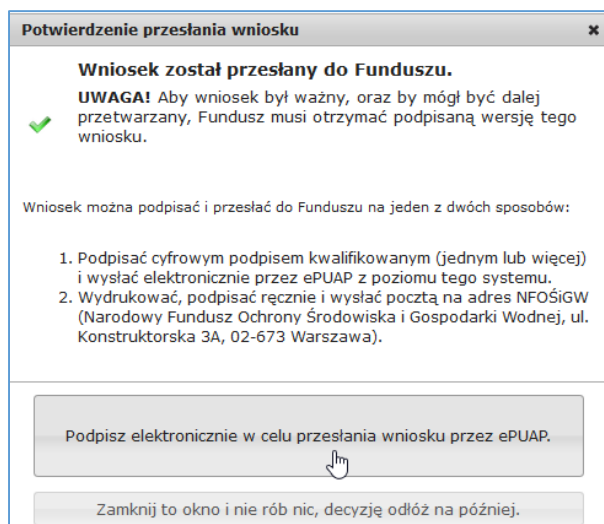 Potwierdzenie przesłania wniosku
Wniosek został przesłany do Funduszu.
UWAGA! Aby wniosek był ważny, oraz by mógł być dalej
przetwarzany, Fundusz musi otrzymać podpisaną wersję tego
wniosku.
Wniosek można podpisać i przesłać do Funduszu na jeden z dwóch sposobów:
1. Podpisać cyfrowym podpisem kwalifikowanym (jednym lub więcej)
i wysłać elektronicznie przez ePUAP z poziomu tego systemu.
2. Wydrukować, podpisać ręcznie i wysłać pocztą na adres NFOŚiGW
(Narodowy Fundusz Ochrony Środowiska i Gospodarki Wodnej, ul.
Konstruktorska 3A, 02-673 Warszawa).
Podpisz elektronicznie w celu przesłania wniosku przez ePUAP.
Zamknij to okno i nie rób nic, decyzję odłóż na później.